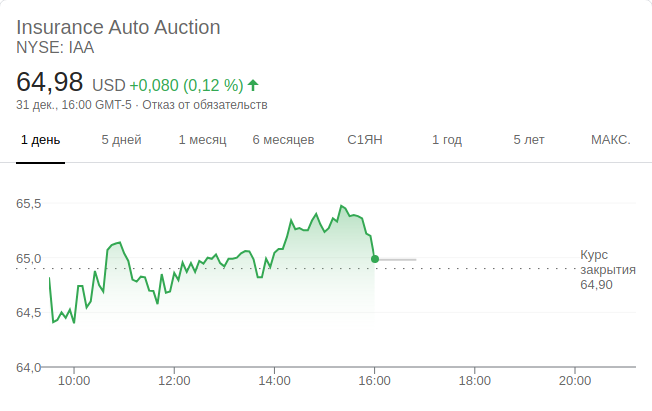 Insurance Auto Auction
NYSE: IAA
64,98 USD +0,080 (0,12 %)
31 дек., 16:00 GMT-5 · Отказ от обязательств
1 день 5 дней 1 месяц 6 месяцев С1ЯН 1 год 5 лет МАКС.
65,5
65,0
64,5
64,0
Курс
закрытия
64,90
10:00 12:00 14:00 16:00 18:00 20:00